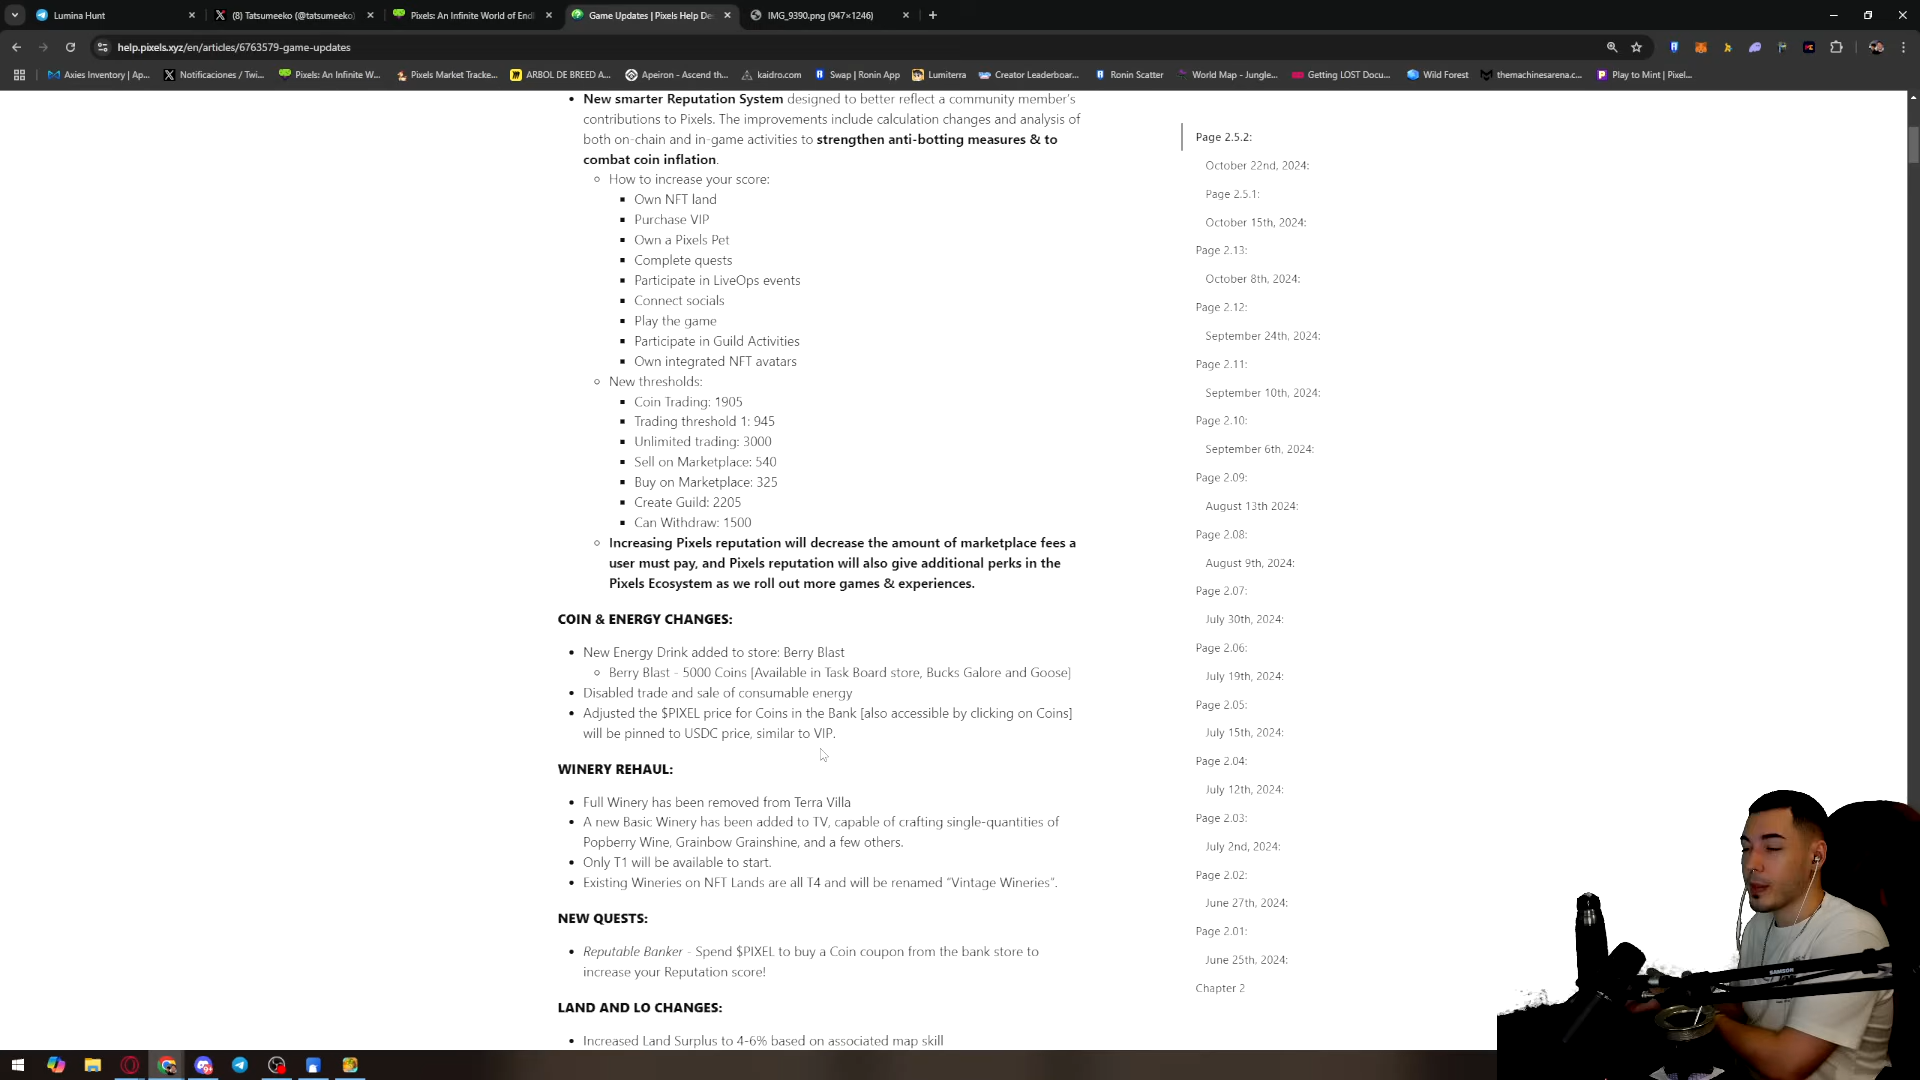 Lumina Hunt
(8) Tatsumeeko (@tatsumeeko)
Pixels: An Infinite World of Endl
Game Updates | Pixels Help De
IMG_9390.png (947×1246)
help.pixels.xyz/en/articles/6763579-game-updates
Axies Inventory | Ap...
Notificaciones / Twi...
Pixels: An Infinite W...
Pixels Market Tracke...
ARBOL DE BREED A...
Apeiron - Ascend th...
kaidro.com
Swap | Ronin App
Lumiterra
Creator Leaderboar...
Ronin Scatter
World Map - Jungle...
Getting LOST Docu...
Wild Forest
themachinesarena.c...
Play to Mint | Pixel...
• New smarter Reputation System designed to better reflect a community member's
contributions to Pixels. The improvements include calculation changes and analysis of
both on-chain and in-game activities to strengthen anti-botting measures & to
combat coin inflation.
How to increase your score:
Own NFT land
Purchase VIP
Own a Pixels Pet
Complete quests
Participate in LiveOps events
Connect socials
Play the game
Participate in Guild Activities
Own integrated NFT avatars
New thresholds:
Coin Trading: 1905
Trading threshold 1: 945
Unlimited trading: 3000
Sell on Marketplace: 540
Buy on Marketplace: 325
Create Guild: 2205
Can Withdraw: 1500
Increasing Pixels reputation will decrease the amount of marketplace fees a
user must pay, and Pixels reputation will also give additional perks in the
Pixels Ecosystem as we roll out more games & experiences.
COIN & ENERGY CHANGES:
New Energy Drink added to store: Berry Blast
Berry Blast - 5000 Coins [Available in Task Board store, Bucks Galore and Goose]
Disabled trade and sale of consumable energy
Adjusted the $PIXEL price for Coins in the Bank [also accessible by clicking on Coins]
will be pinned to USDC price, similar to VIP.
WINERY REHAUL:
Full Winery has been removed from Terra Villa
A new Basic Winery has been added to TV, capable of crafting single-quantities of
Popberry Wine, Grainbow Grainshine, and a few others.
Only T1 will be available to start.
Existing Wineries on NFT Lands are all T4 and will be renamed “Vintage Wineries”.
NEW QUESTS:
Reputable Banker - Spend $PIXEL to buy a Coin coupon from the bank store to
increase your Reputation score!
LAND AND LO CHANGES:
Increased Land Surplus to 4-6% based on associated map skill
Page 2.5.2:
October 22nd, 2024:
Page 2.5.1:
October 15th, 2024:
Page 2.13:
October 8th, 2024:
Page 2.12:
September 24th, 2024:
Page 2.11:
September 10th, 2024:
Page 2.10:
September 6th, 2024:
Page 2.09:
August 13th 2024:
Page 2.08:
August 9th, 2024:
Page 2.07:
July 30th, 2024:
Page 2.06:
July 19th, 2024:
Page 2.05:
July 15th, 2024:
Page 2.04:
July 12th, 2024:
Page 2.03:
July 2nd, 2024:
Page 2.02:
June 27th, 2024:
Page 2.01:
June 25th, 2024:
Chapter 2
SAMSON